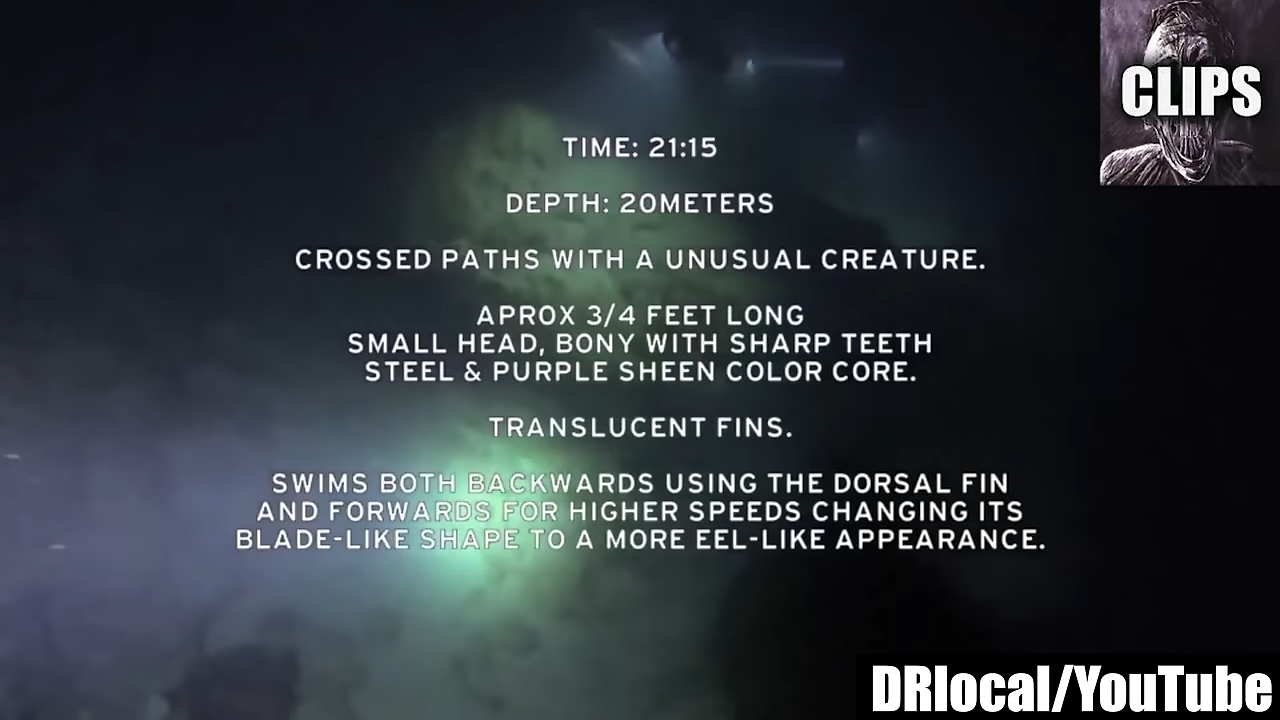 CLIPS
TIME: 21:15
DEPTH: 20METERS
CROSSED PATHS WITH A UNUSUAL CREATURE.
APROX 3/4 FEET LONG
SMALL HEAD, BONY WITH SHARP TEETH
STEEL & PURPLE SHEEN COLOR CORE.
TRANSLUCENT FINS.
SWIMS BOTH BACKWARDS USING THE DORSAL FIN
AND FORWARDS FOR HIGHER SPEEDS CHANGING ITS
BLADE-LIKE SHAPE TO A MORE EEL-LIKE APPEARANCE.
DRlocal/YouTube